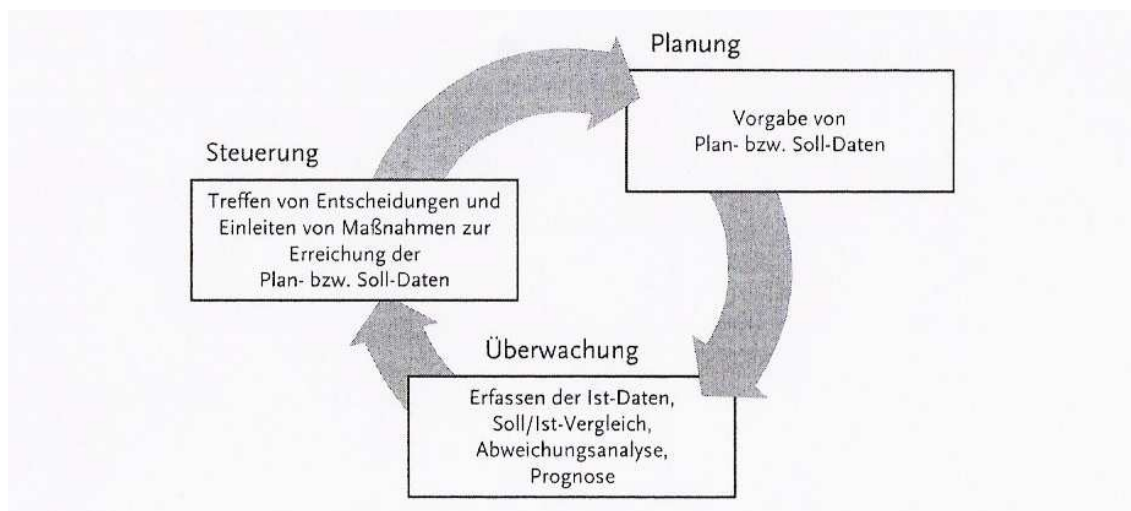 Planung
Vorgabe von
Plan- bzw. Soll-Daten
Steuerung
Treffen von Entscheidungen und
Einleiten von Maßnahmen zur
Erreichung der
Plan- bzw. Soll-Daten
Überwachung
Erfassen der Ist-Daten,
Soll/Ist-Vergleich,
Abweichungsanalyse,
Prognose